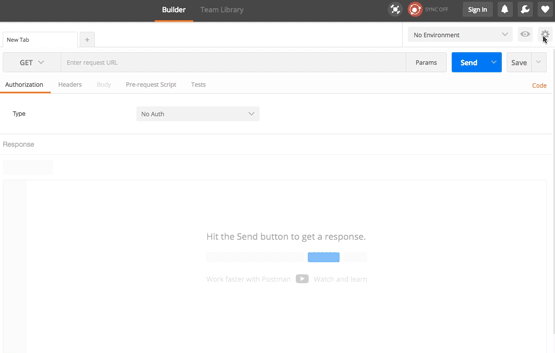 Builder Team Library SYNC OFF Sign In
New Tab + No Environment
GET Enter request URL Params Send Save
Authorization Headers Body Pre-request Script Tests Code
Type No Auth
Response
Hit the Send button to get a response.
Work faster with Postman Watch and learn